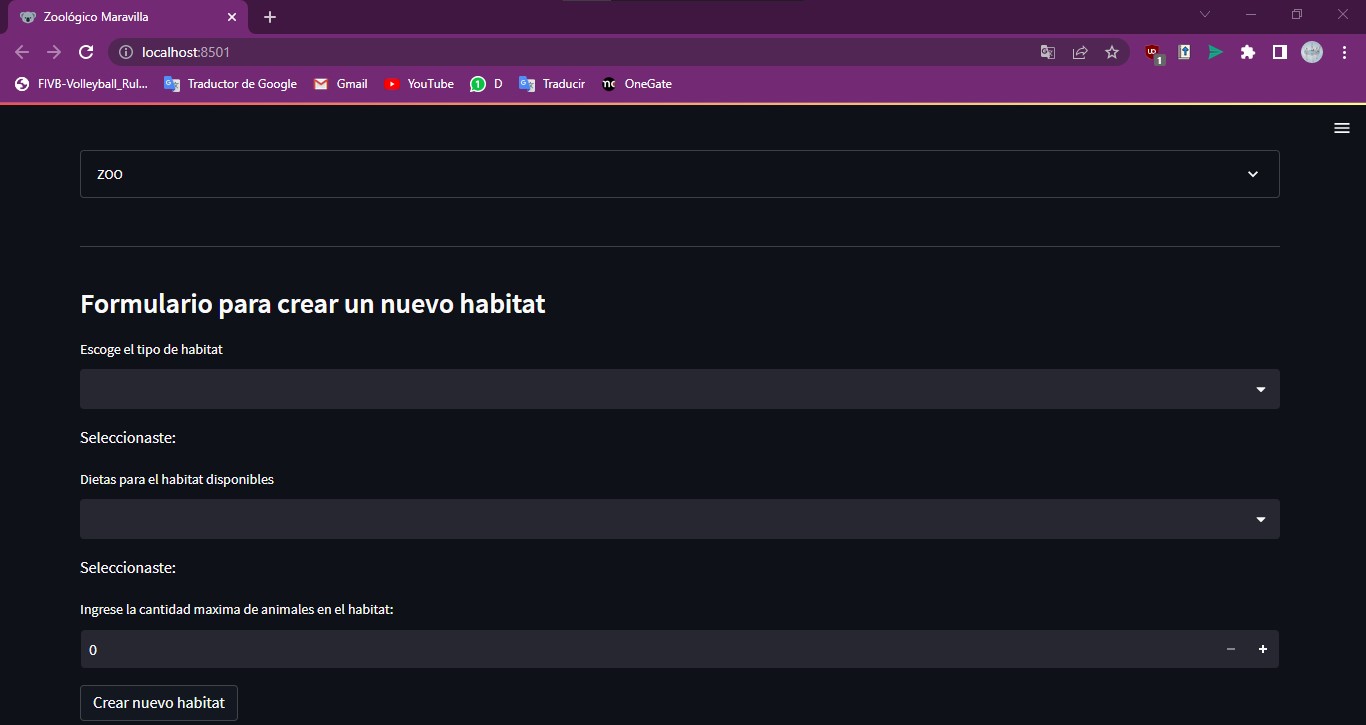 Zoológico Maravilla
localhost:8501
1
FIVB-Volleyball_Rul...
Traductor de Google
Gmail
YouTube
1
D
Traducir
OneGate
ZOO
Formulario para crear un nuevo habitat
Escoge el tipo de habitat
Seleccionaste:
Dietas para el habitat disponibles
Seleccionaste:
Ingrese la cantidad maxima de animales en el habitat:
0
Crear nuevo habitat